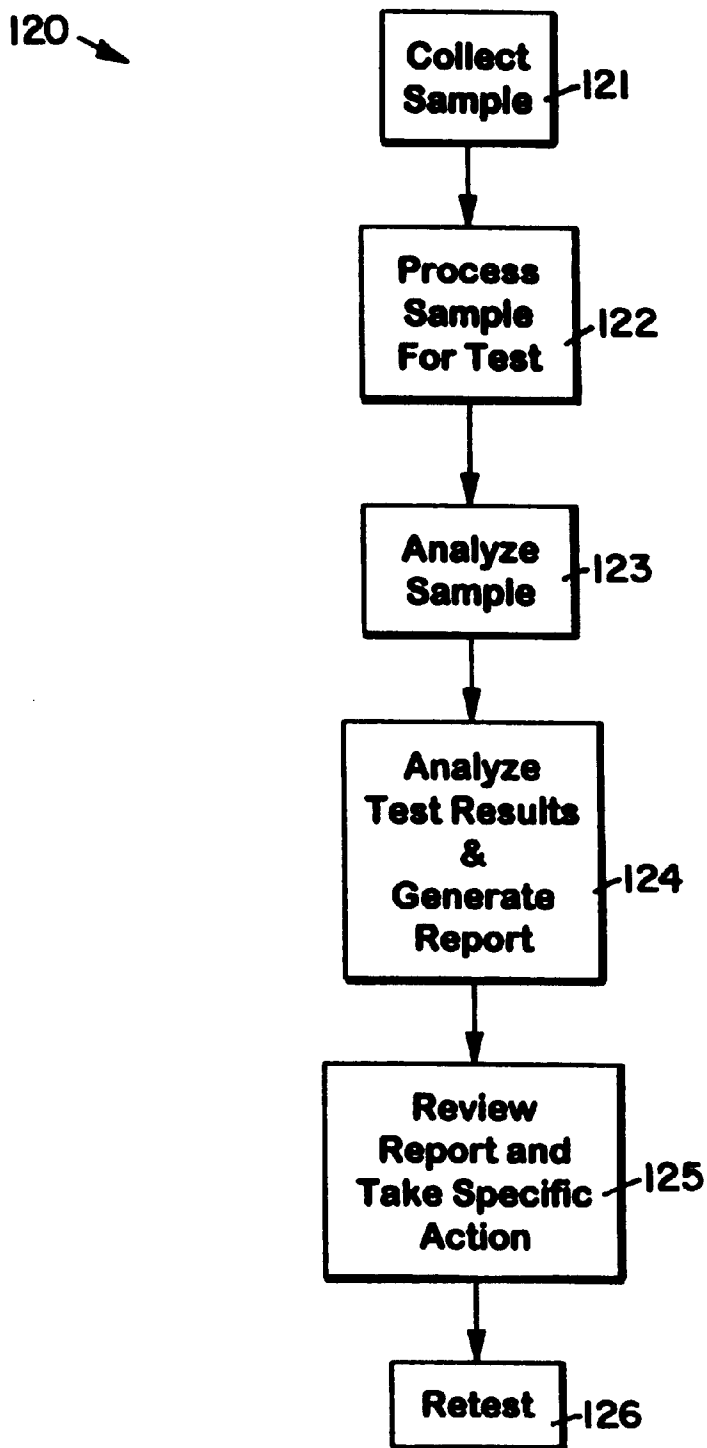 120
Collect
Sample
121
Process
Sample
For Test
122
Analyze
Sample
123
Analyze
Test Results
&
Generate
Report
124
Review
Report and
Take Specific
Action
125
Retest
126